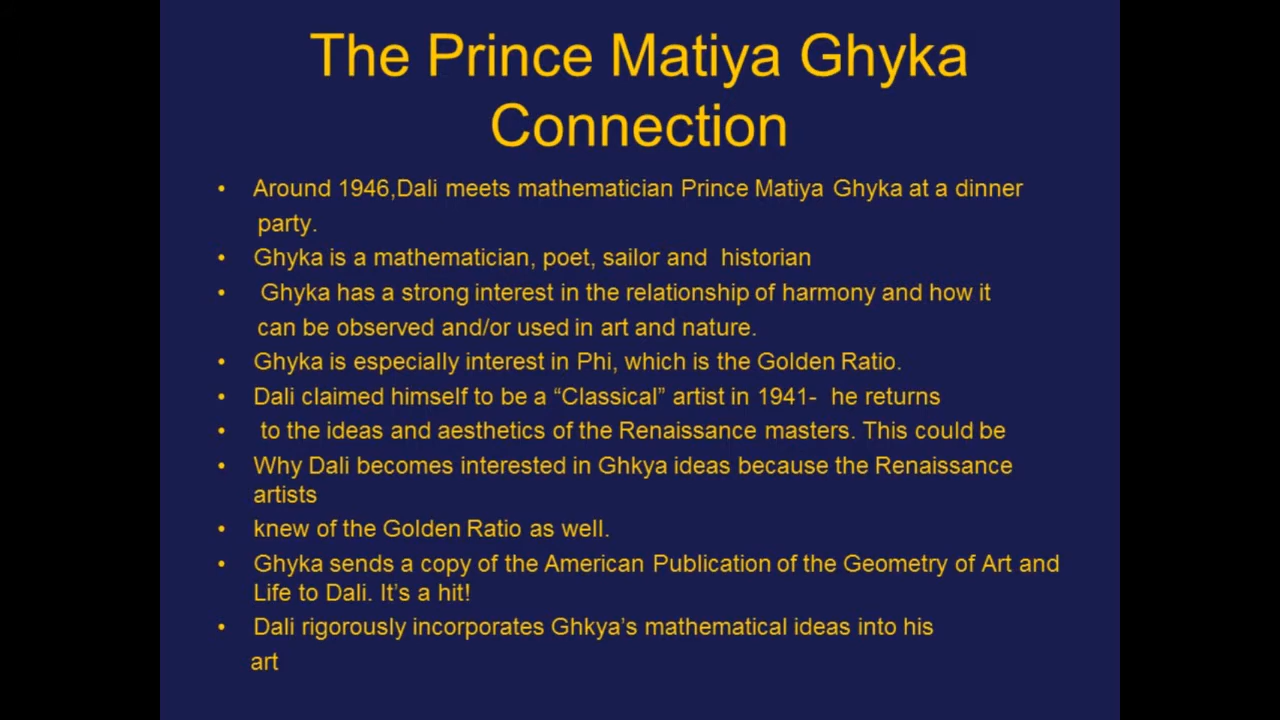 The Prince Matiya Ghyka
Connection
• Around 1946,Dali meets mathematician Prince Matiya Ghyka at a dinner
party.
• Ghyka is a mathematician, poet, sailor and historian
• Ghyka has a strong interest in the relationship of harmony and how it
can be observed and/or used in art and nature.
• Ghyka is especially interest in Phi, which is the Golden Ratio.
• Dali claimed himself to be a “Classical” artist in 1941- he returns
• to the ideas and aesthetics of the Renaissance masters. This could be
• Why Dali becomes interested in Ghkya ideas because the Renaissance
artists
• knew of the Golden Ratio as well.
• Ghyka sends a copy of the American Publication of the Geometry of Art and
Life to Dali. It’s a hit!
• Dali rigorously incorporates Ghkya’s mathematical ideas into his
art